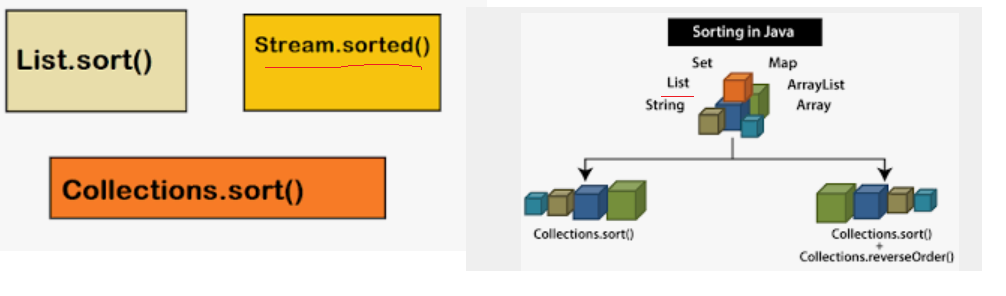 List.sort()
Stream.sorted()
Collections.sort()
Sorting in Java
Set
Map
List
ArrayList
String
Array
Collections.sort()
Collections.sort()
+
Collections.reverseOrder()